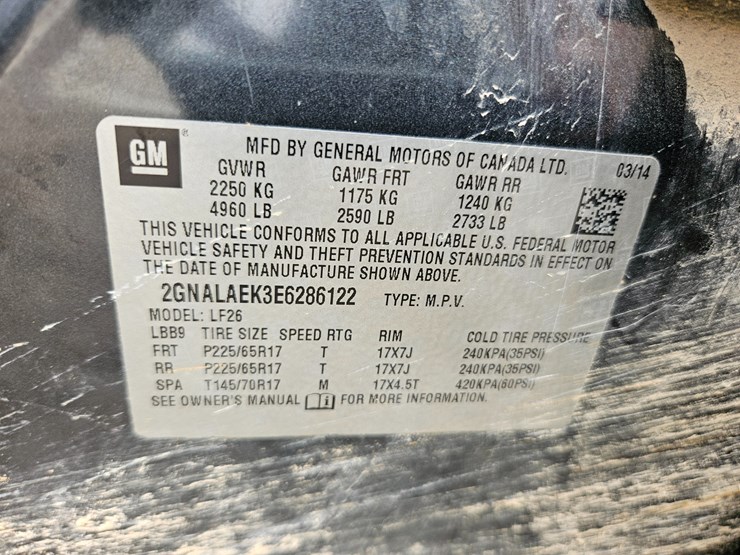 GM ®
MFD BY GENERAL MOTORS OF CANADA LTD. 03/14
GVWR GAWR FRT GAWR RR
2250 KG 1175 KG 1240 KG
4960 LB 2590 LB 2733 LB
THIS VEHICLE CONFORMS TO ALL APPLICABLE U.S. FEDERAL MOTOR
VEHICLE SAFETY AND THEFT PREVENTION STANDARDS IN EFFECT ON
THE DATE OF MANUFACTURE SHOWN ABOVE.
2GNALAEK3E6286122 TYPE: M.P.V.
MODEL: LF26
LBB9 TIRE SIZE SPEED RTG RIM COLD TIRE PRESSURE
FRT P225/65R17 T 17X7J 240KPA(35PSI)
RR P225/65R17 T 17X7J 240KPA(35PSI)
SPA T145/70R17 M 17X4.5T 420KPA(60PSI)
SEE OWNER'S MANUAL i FOR MORE INFORMATION.